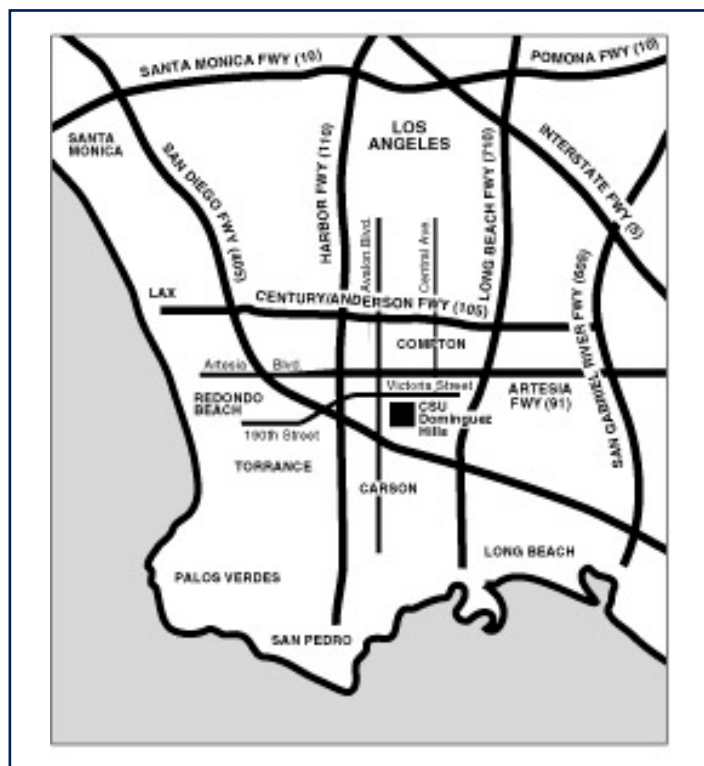 SANTA MONICA FWY (10)
POMONA FWY (10)
SANTA
MONICA
LOS
ANGELES
SAN DIEGO FWY (405)
HARBOR FWY (110)
Avalon Blvd.
Central Ave.
LONG BEACH FWY (710)
INTERSTATE FWY (5)
SAN GABRIEL RIVER FWY (605)
LAX
CENTURY/ANDERSON FWY (105)
COMPTON
Artesia Blvd.
Victoria Street
ARTESIA
FWY (91)
REDONDO
BEACH
CSU
Dominguez
Hills
190th Street
TORRANCE
CARSON
LONG BEACH
PALOS VERDES
SAN PEDRO